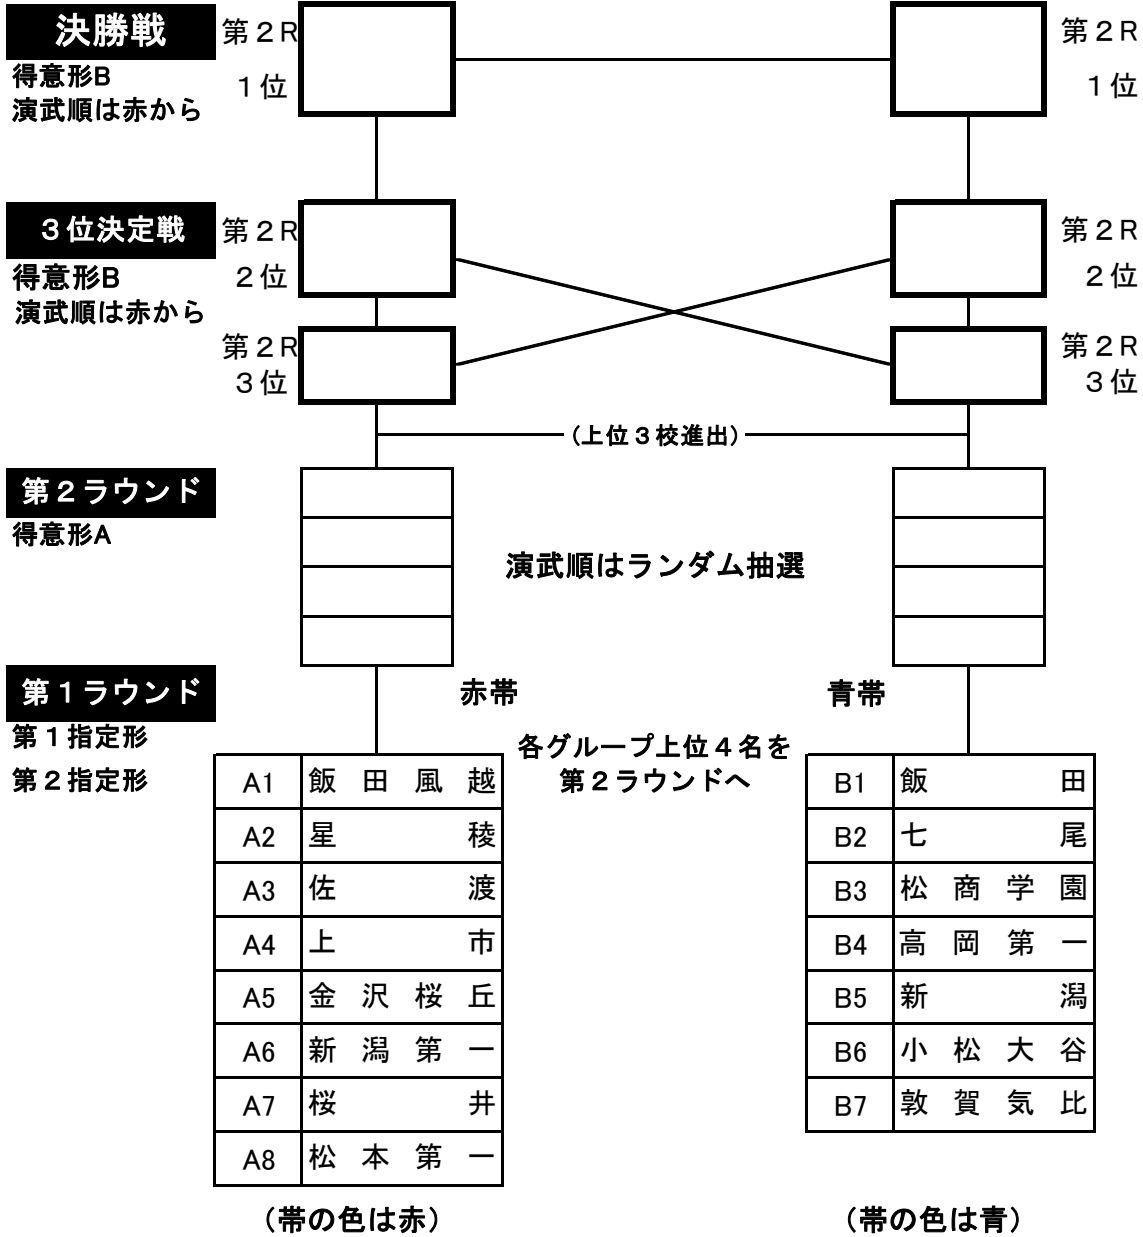 決勝戦
第２R
１位
第２R
１位
得意形B
演武順は赤から
３位決定戦
第２R
２位
第２R
２位
得意形B
演武順は赤から
第２R
３位
第２R
３位
（上位３校進出）
第２ラウンド
得意形A
演武順はランダム抽選
第１ラウンド
赤帯
青帯
第１指定形
第２指定形
各グループ上位４名を
第２ラウンドへ
A1 飯田風越
B1 飯田
A2 星稜
B2 七尾
A3 佐渡
B3 松商学園
A4 上市
B4 高岡第一
A5 金沢桜丘
B5 新潟
A6 新潟第一
B6 小松大谷
A7 桜井
B7 敦賀気比
A8 松本第一
（帯の色は赤）
（帯の色は青）